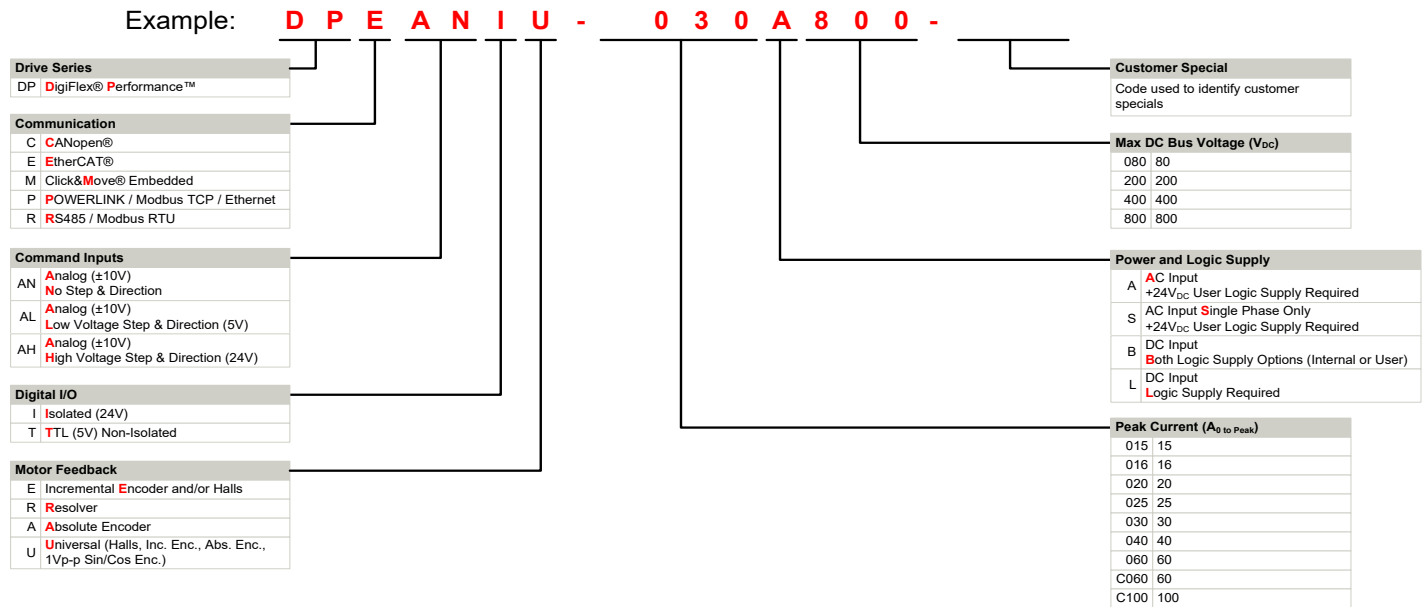 Example: D P E A N I U - 0 3 0 A 8 0 0 -
Drive Series
DP DigiFlex® Performance™
Communication
C CANopen®
E EtherCAT®
M Click&Move® Embedded
P POWERLINK / Modbus TCP / Ethernet
R RS485 / Modbus RTU
Command Inputs
AN Analog (±10V)
No Step & Direction
AL Analog (±10V)
Low Voltage Step & Direction (5V)
AH Analog (±10V)
High Voltage Step & Direction (24V)
Digital I/O
I Isolated (24V)
T TTL (5V) Non-Isolated
Motor Feedback
E Incremental Encoder and/or Halls
R Resolver
A Absolute Encoder
U Universal (Halls, Inc. Enc., Abs. Enc.,
1Vp-p Sin/Cos Enc.)
Customer Special
Code used to identify customer
specials
Max DC Bus Voltage (VDC)
080 80
200 200
400 400
800 800
Power and Logic Supply
A AC Input
+24VDC User Logic Supply Required
S AC Input Single Phase Only
+24VDC User Logic Supply Required
B DC Input
Both Logic Supply Options (Internal or User)
L DC Input
Logic Supply Required
Peak Current (A0 to Peak)
015 15
016 16
020 20
025 25
030 30
040 40
060 60
C060 60
C100 100